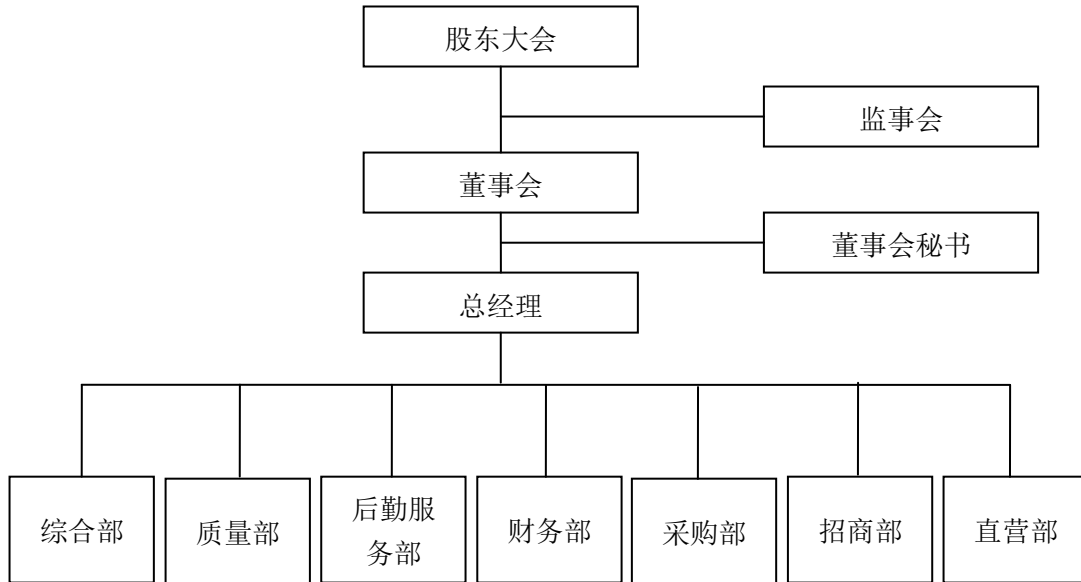 股东大会
监事会
董事会
董事会秘书
总经理
综合部
质量部
后勤服
务部
财务部
采购部
招商部
直营部